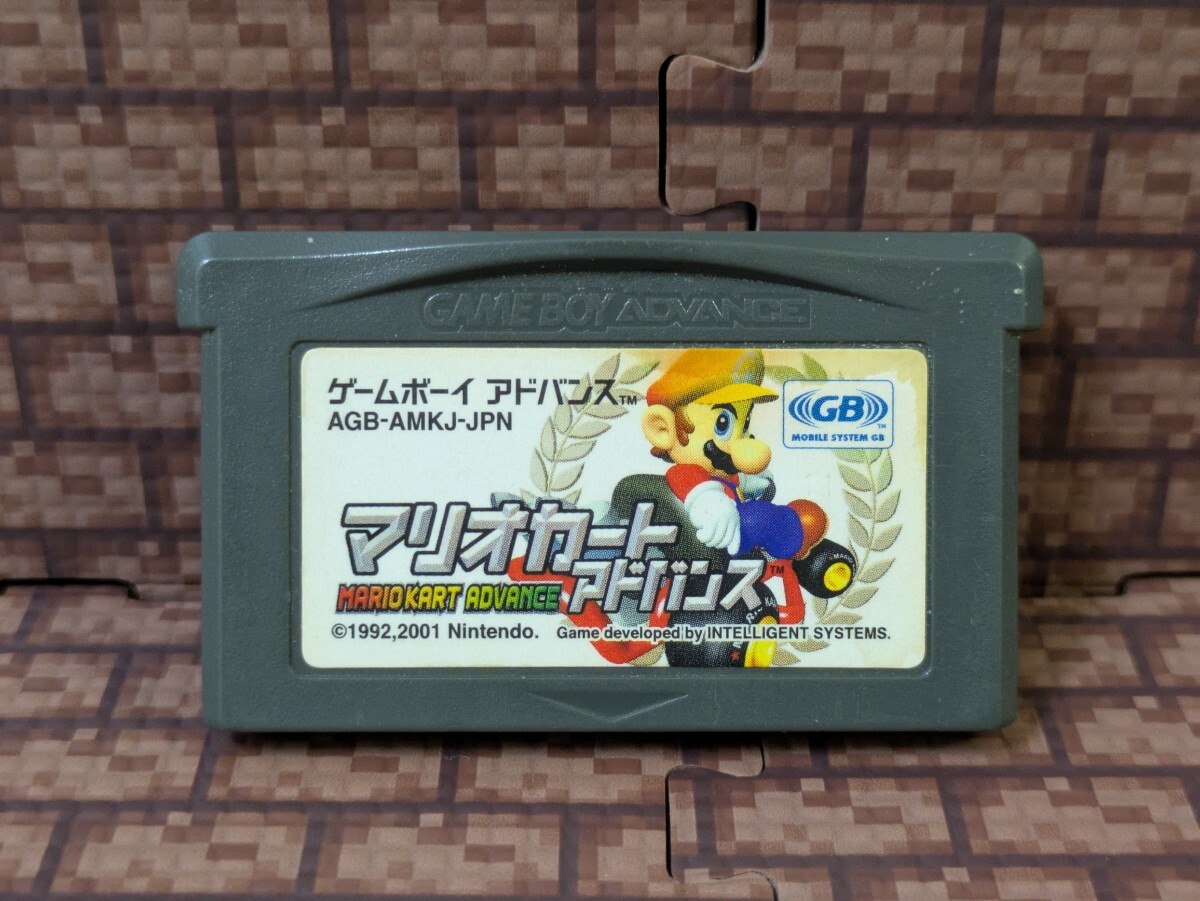 GAME BOY ADVANCE
ゲームボーイ アドバンス™
AGB-AMKJ-JPN
GB™
MOBILE SYSTEM GB
マリオカート
MARIO KART ADVANCE アドバンス™
©1992,2001 Nintendo. Game developed by INTELLIGENT SYSTEMS.